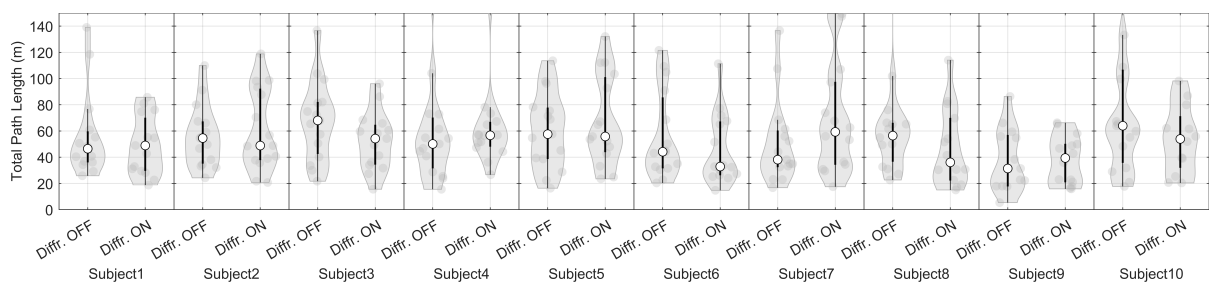 Total Path Length (m)
140
120
100
80
60
40
20
0
Diffr. OFF Diffr. ON Diffr. OFF Diffr. ON Diffr. OFF Diffr. ON Diffr. OFF Diffr. ON Diffr. OFF Diffr. ON Diffr. OFF Diffr. ON Diffr. OFF Diffr. ON Diffr. OFF Diffr. ON Diffr. OFF Diffr. ON Diffr. OFF Diffr. ON
Subject1 Subject2 Subject3 Subject4 Subject5 Subject6 Subject7 Subject8 Subject9 Subject10